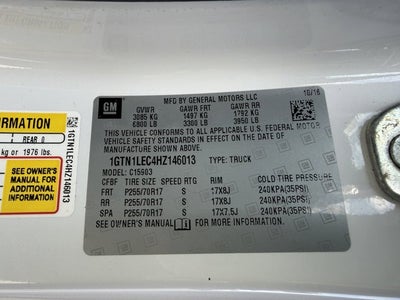 GM
MFD BY GENERAL MOTORS LLC
10/16
GVWR GAWR FRT GAWR RR
3085 KG 1497 KG 1792 KG
6800 LB 3300 LB 3950 LB
THIS VEHICLE CONFORMS TO ALL APPLICABLE U.S. FEDERAL MOTOR
VEHICLE SAFETY STANDARDS IN EFFECT ON THE DATE OF
MANUFACTURE SHOWN ABOVE.
1GTN1LEC4HZ146013 TYPE: TRUCK
MODEL: C15903
CFBF TIRE SIZE SPEED RTG RIM COLD TIRE PRESSURE
FRT P255/70R17 S 17X8J 240KPA(35PSI)
RR P255/70R17 S 17X8J 240KPA(35PSI)
SPA P255/70R17 S 17X7.5J 240KPA(35PSI)
SEE OWNER'S MANUAL FOR ADDITIONAL INFORMATION
FORMATION
REAR 0
kg or 1976 lbs.
SEE OWNER'S
MANUAL FOR
ADDITIONAL
INFORMATION
1GTN1LEC4HZ146013